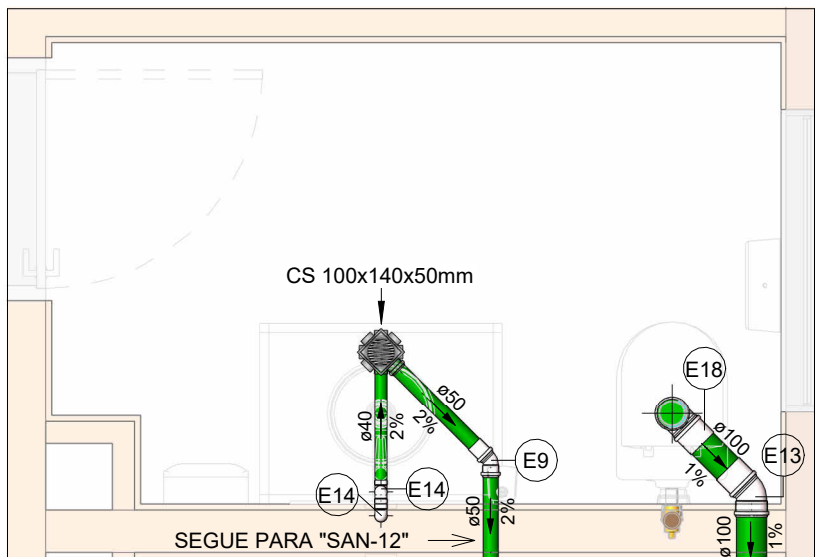 CS 100x140x50mm
ø40
2%
ø50
2%
E18
ø100
1%
E9
E13
E14
E14
ø50
2%
ø100
1%
SEGUE PARA "SAN-12"